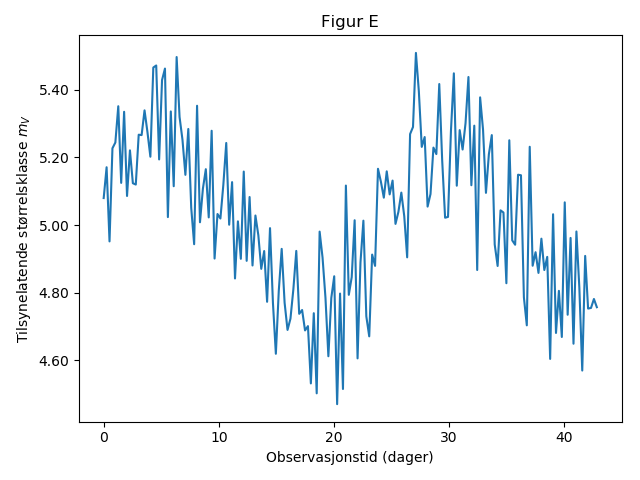 Figur E
Tilsynelatende størrelsesklasse $m_V$
5.40
5.20
5.00
4.80
4.60
0 10 20 30 40
Observasjonstid (dager)